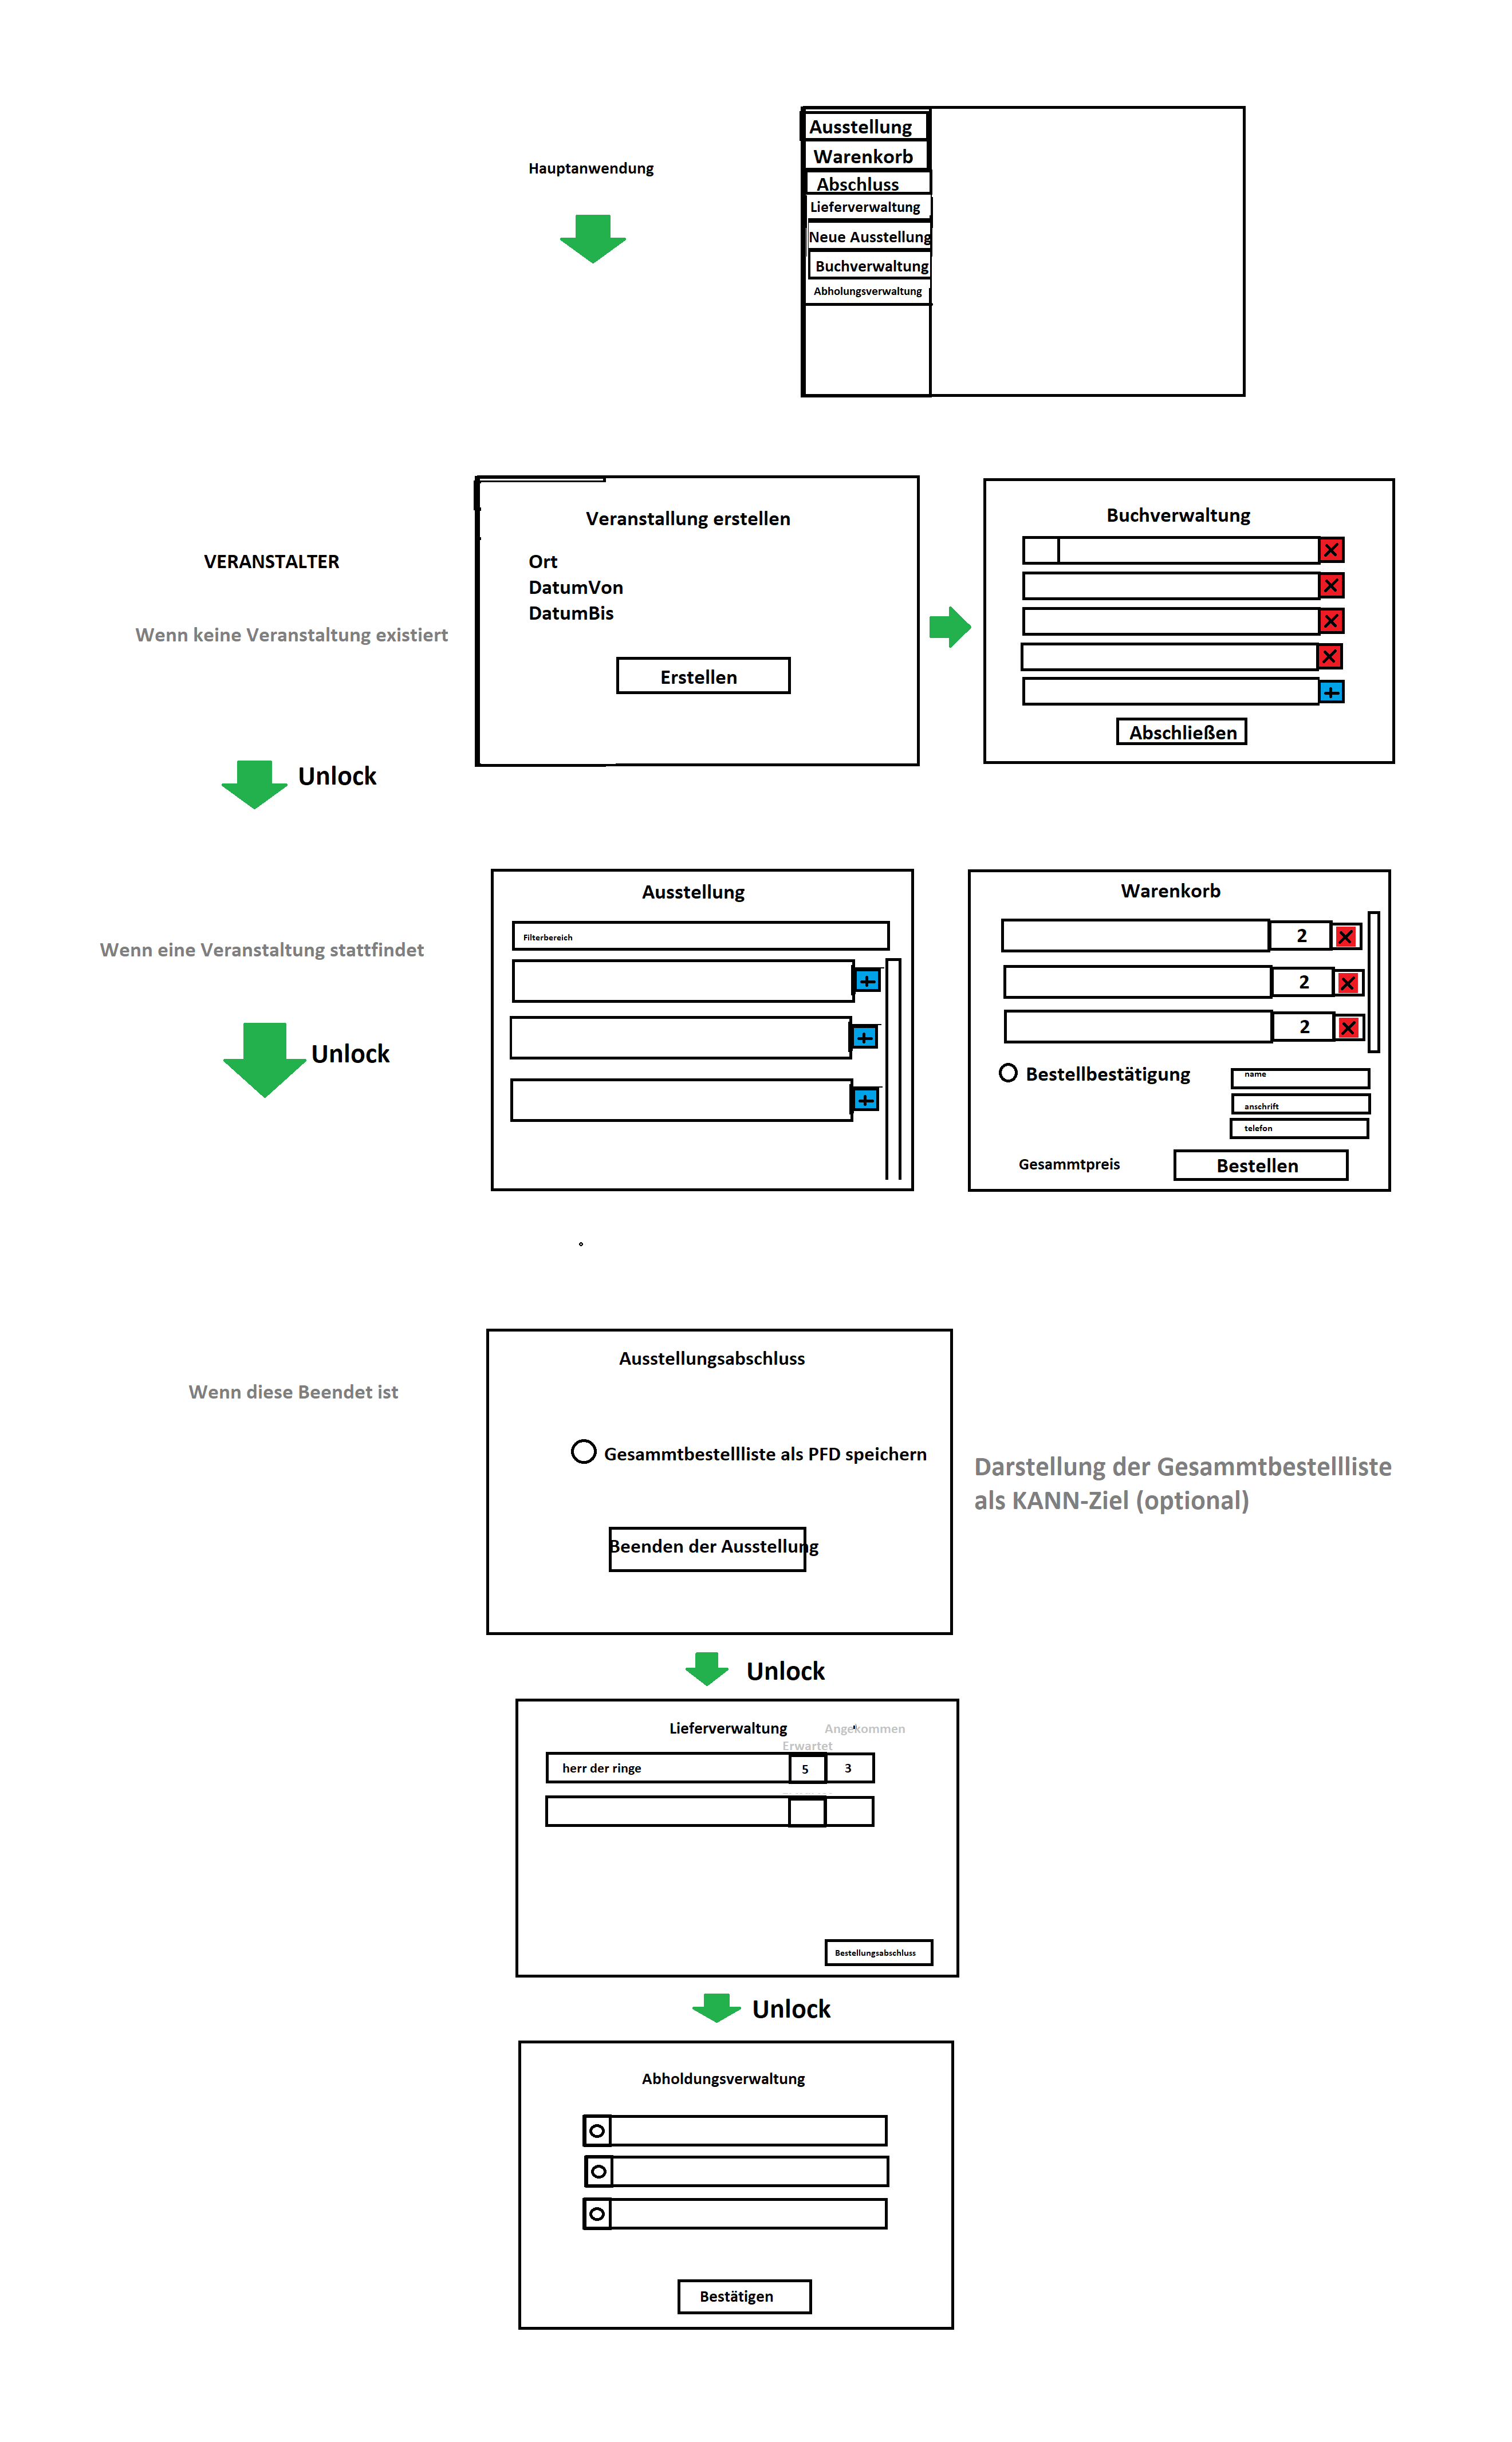 Hauptanwendung
Ausstellung
Warenkorb
Abschluss
Lieferverwaltung
Neue Ausstellung
Buchverwaltung
Abholungsverwaltung
VERANSTALTER
Wenn keine Veranstaltung existiert
Veranstallung erstellen
Ort
DatumVon
DatumBis
Erstellen
Buchverwaltung
Abschließen
Unlock
Wenn eine Veranstaltung stattfindet
Unlock
Ausstellung
Filterbereich
Warenkorb
2
2
2
Bestellbestätigung
name
anschrift
telefon
Gesammtpreis
Bestellen
Wenn diese Beendet ist
Ausstellungsabschluss
Gesammtbestellliste als PFD speichern
Beenden der Ausstellung
Darstellung der Gesammtbestellliste
als KANN-Ziel (optional)
Unlock
Lieferverwaltung
Angekommen
Erwartet
herr der ringe
5
3
Bestellungsabschluss
Unlock
Abholdungsverwaltung
Bestätigen